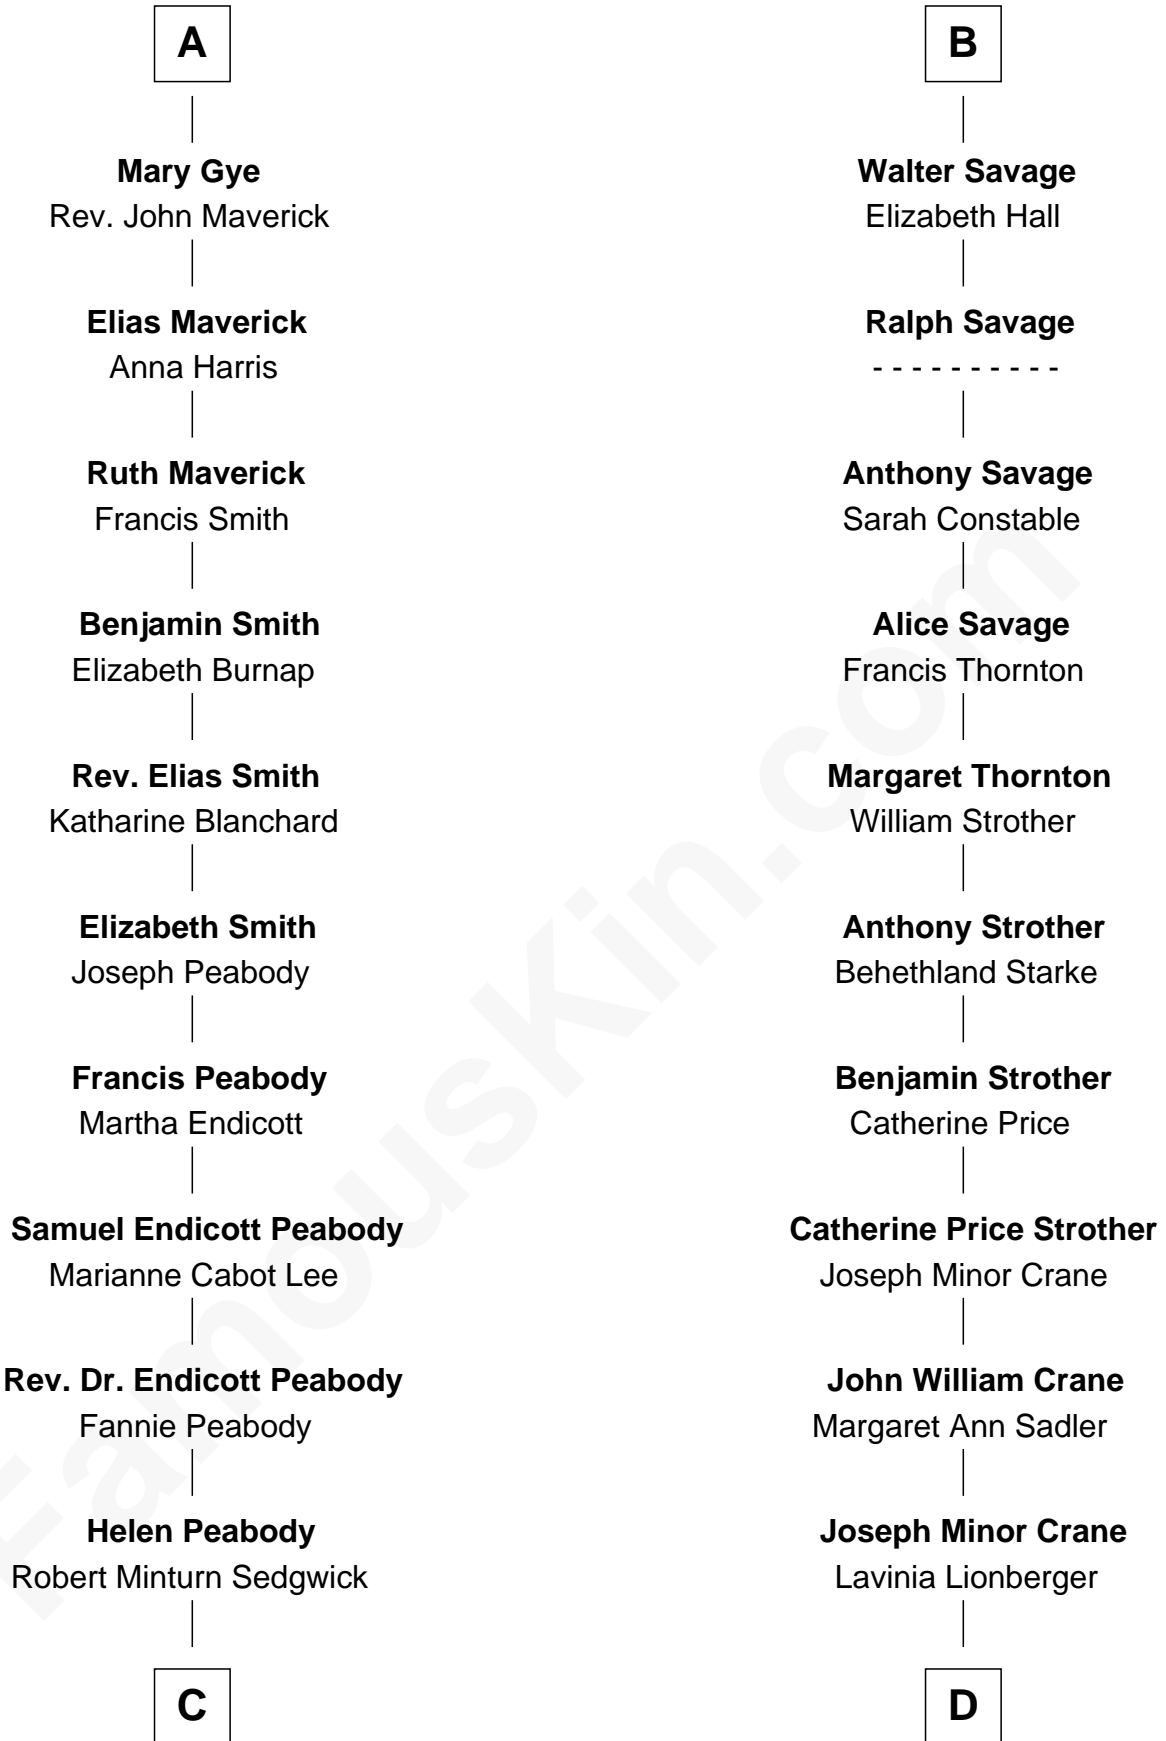 A
Mary Gye
Rev. John Maverick
Elias Maverick
Anna Harris
Ruth Maverick
Francis Smith
Benjamin Smith
Elizabeth Burnap
Rev. Elias Smith
Katharine Blanchard
Elizabeth Smith
Joseph Peabody
Francis Peabody
Martha Endicott
Samuel Endicott Peabody
Marianne Cabot Lee
Rev. Dr. Endicott Peabody
Fannie Peabody
Helen Peabody
Robert Minturn Sedgwick
C
B
Walter Savage
Elizabeth Hall
Ralph Savage
- - - - - - - - - -
Anthony Savage
Sarah Constable
Alice Savage
Francis Thornton
Margaret Thornton
William Strother
Anthony Strother
Behethland Starke
Benjamin Strother
Catherine Price
Catherine Price Strother
Joseph Minor Crane
John William Crane
Margaret Ann Sadler
Joseph Minor Crane
Lavinia Lionberger
D
FamousKin.com